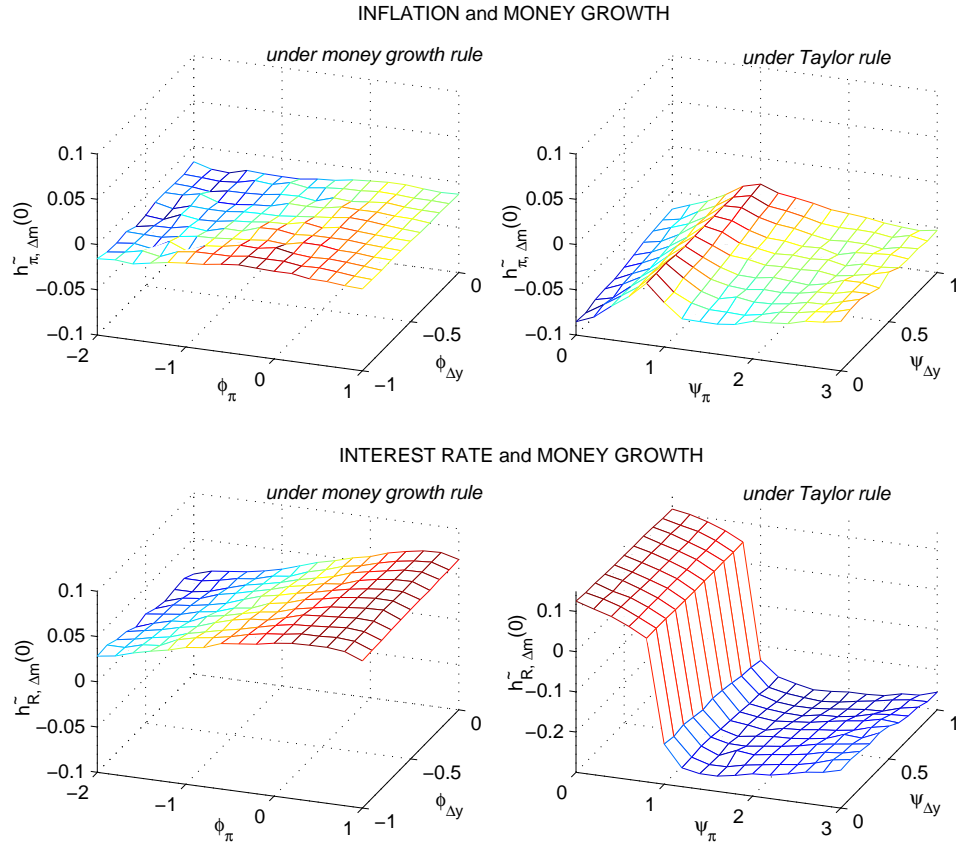 INFLATION and MONEY GROWTH
under money growth rule
under Taylor rule
0.1
0.05
0
−0.05
−0.1
h~π, Δm(0)
−2
−1
0
1
ϕπ
−1
−0.5
0
ϕΔy
0.1
0.05
0
−0.05
−0.1
h~π, Δm(0)
0
1
2
3
ψπ
0
0.5
1
ψΔy
INTEREST RATE and MONEY GROWTH
under money growth rule
under Taylor rule
0.1
0.05
0
−0.05
−0.1
h~R, Δm(0)
−2
−1
0
1
ϕπ
−1
−0.5
0
ϕΔy
0.1
0
−0.1
−0.2
h~R, Δm(0)
0
1
2
3
ψπ
0
0.5
1
ψΔy